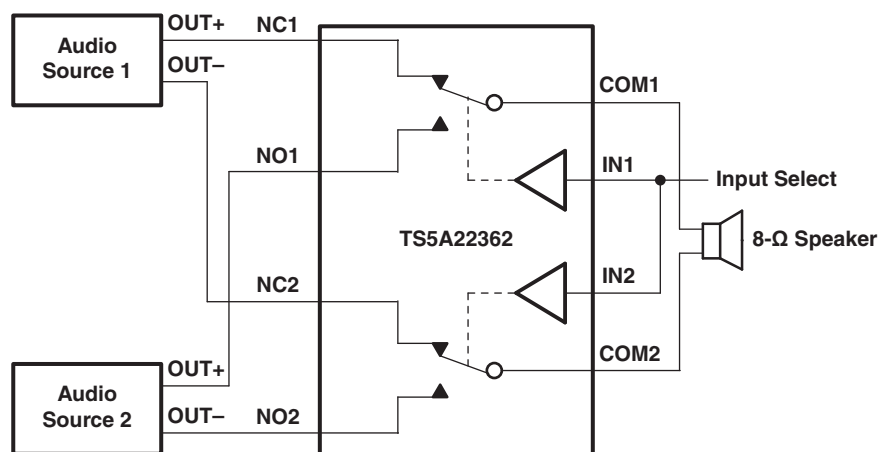 Audio
Source 1
OUT+
OUT–
NC1
COM1
NO1
IN1
Input Select
TS5A22362
8-Ω Speaker
NC2
IN2
COM2
Audio
Source 2
OUT+
OUT–
NO2